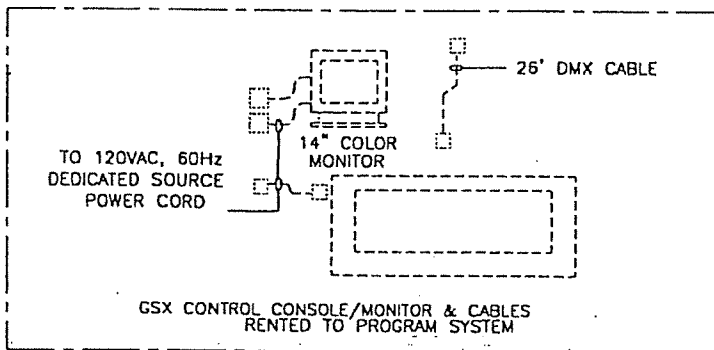 26' DMX CABLE
14" COLOR
MONITOR
TO 120VAC, 60Hz
DEDICATED SOURCE
POWER CORD
GSX CONTROL CONSOLE/MONITOR & CABLES
RENTED TO PROGRAM SYSTEM